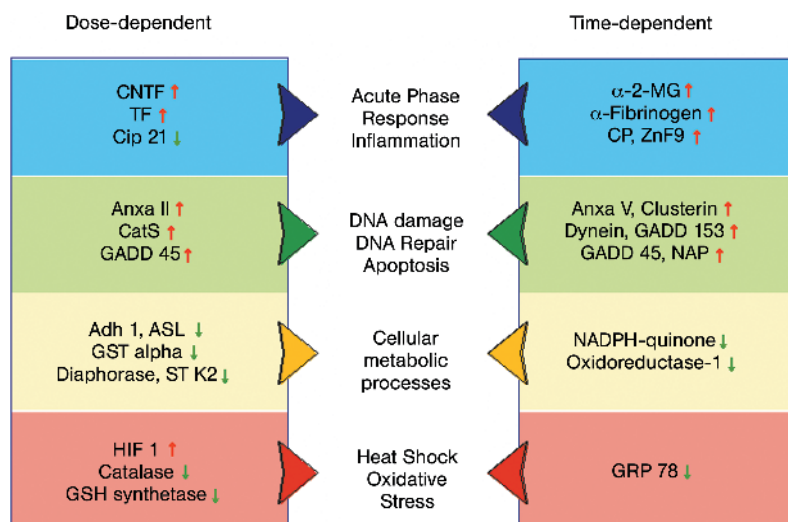 Dose-dependent
Time-dependent
CNTF ↑
TF ↑
Cip 21 ↓
Acute Phase
Response
Inflammation
α-2-MG ↑
α-Fibrinogen ↑
CP, ZnF9 ↑
Anxa II ↑
CatS ↑
GADD 45 ↑
DNA damage
DNA Repair
Apoptosis
Anxa V, Clusterin ↑
Dynein, GADD 153 ↑
GADD 45, NAP ↑
Adh 1, ASL ↓
GST alpha ↓
Diaphorase, ST K2 ↓
Cellular
metabolic
processes
NADPH-quinone ↓
Oxidoreductase-1 ↓
HIF 1 ↑
Catalase ↓
GSH synthetase ↓
Heat Shock
Oxidative
Stress
GRP 78 ↓